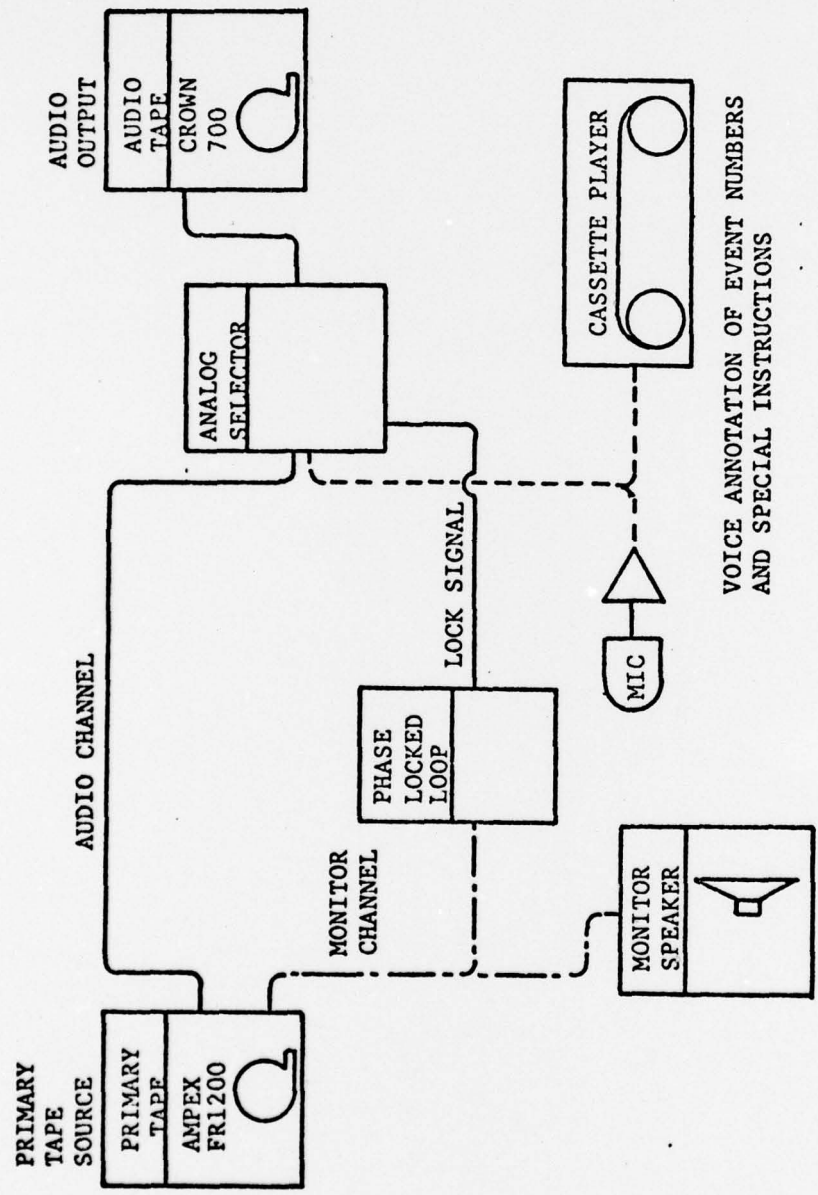 PRIMARY
TAPE
SOURCE
PRIMARY
TAPE
AMPEX
FR1200
AUDIO CHANNEL
MONITOR
CHANNEL
MONITOR
SPEAKER
PHASE
LOCKED
LOOP
LOCK SIGNAL
MIC
ANALOG
SELECTOR
AUDIO
OUTPUT
AUDIO
TAPE
CROWN
700
CASSETTE PLAYER
VOICE ANNOTATION OF EVENT NUMBERS
AND SPECIAL INSTRUCTIONS